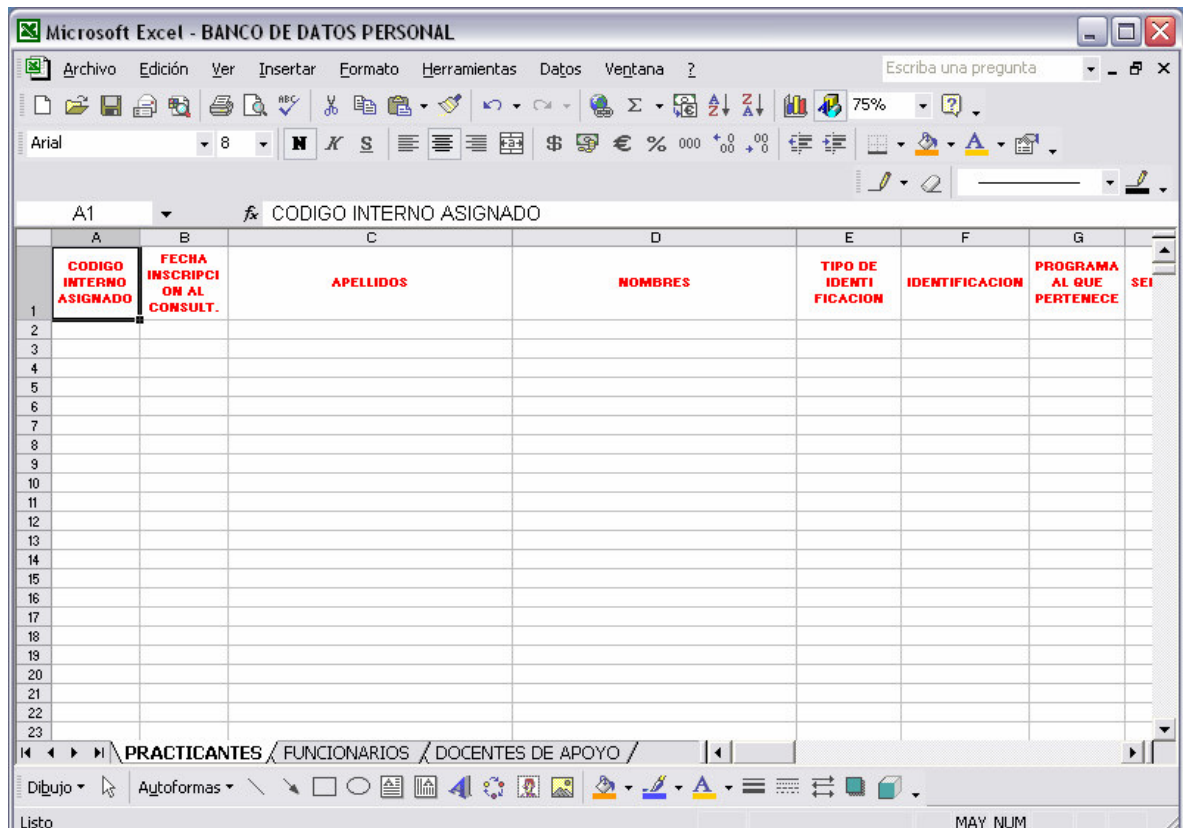 Microsoft Excel - BANCO DE DATOS PERSONAL
Archivo Edición Ver Insertar Formato Herramientas Datos Ventana ? Escriba una pregunta
ABC 75%
Arial 8 N K S $ € % 000
A1 fx CODIGO INTERNO ASIGNADO
A B C D E F G
1
CODIGO
INTERNO
ASIGNADO
FECHA
INSCRIPCI
ON AL
CONSULT.
APELLIDOS
NOMBRES
TIPO DE
IDENTI
FICACION
IDENTIFICACION
PROGRAMA
AL QUE
PERTENECE
2
3
4
5
6
7
8
9
10
11
12
13
14
15
16
17
18
19
20
21
22
23
PRACTICANTES / FUNCIONARIOS / DOCENTES DE APOYO /
Dibujo Autoformas
Listo MAY NUM